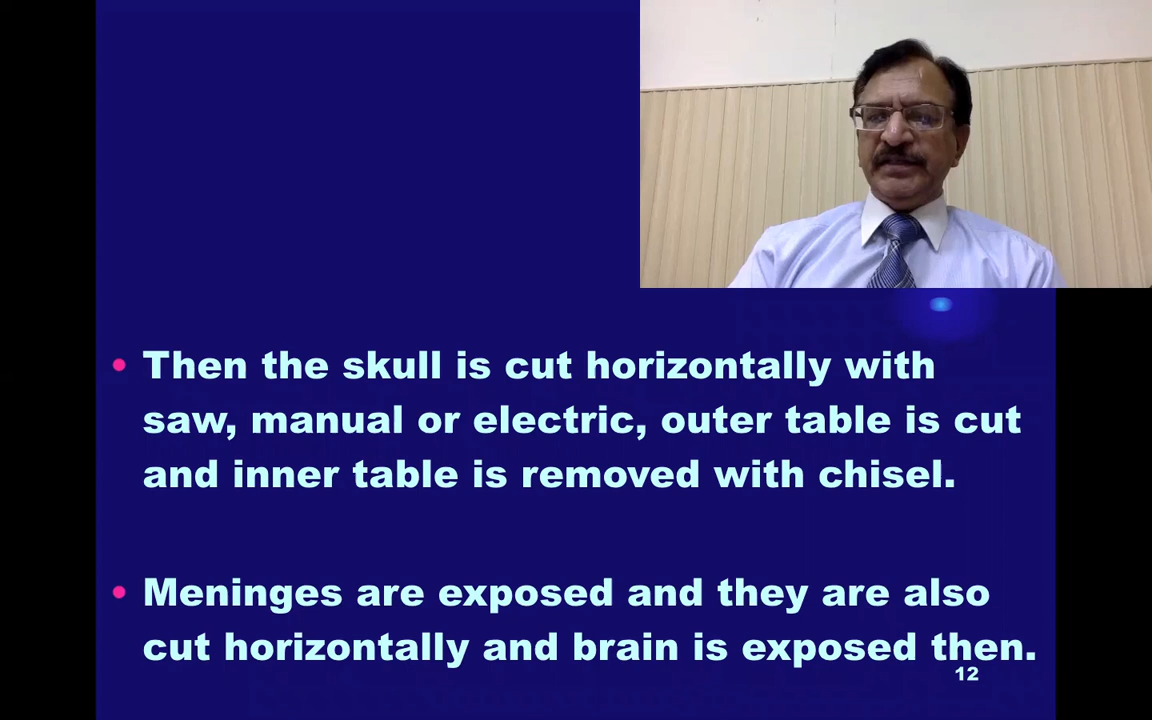 • Then the skull is cut horizontally with
saw, manual or electric, outer table is cut
and inner table is removed with chisel.
• Meninges are exposed and they are also
cut horizontally and brain is exposed then.
12